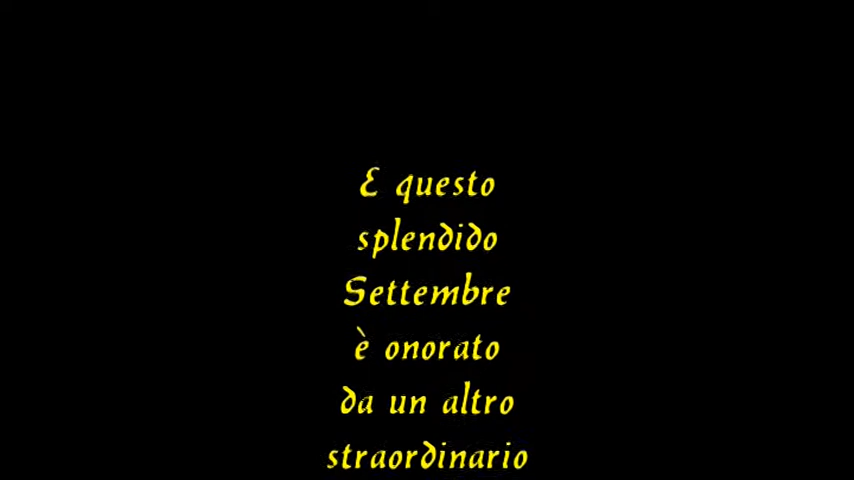 E questo
splendido
Settembre
è onorato
da un altro
straordinario